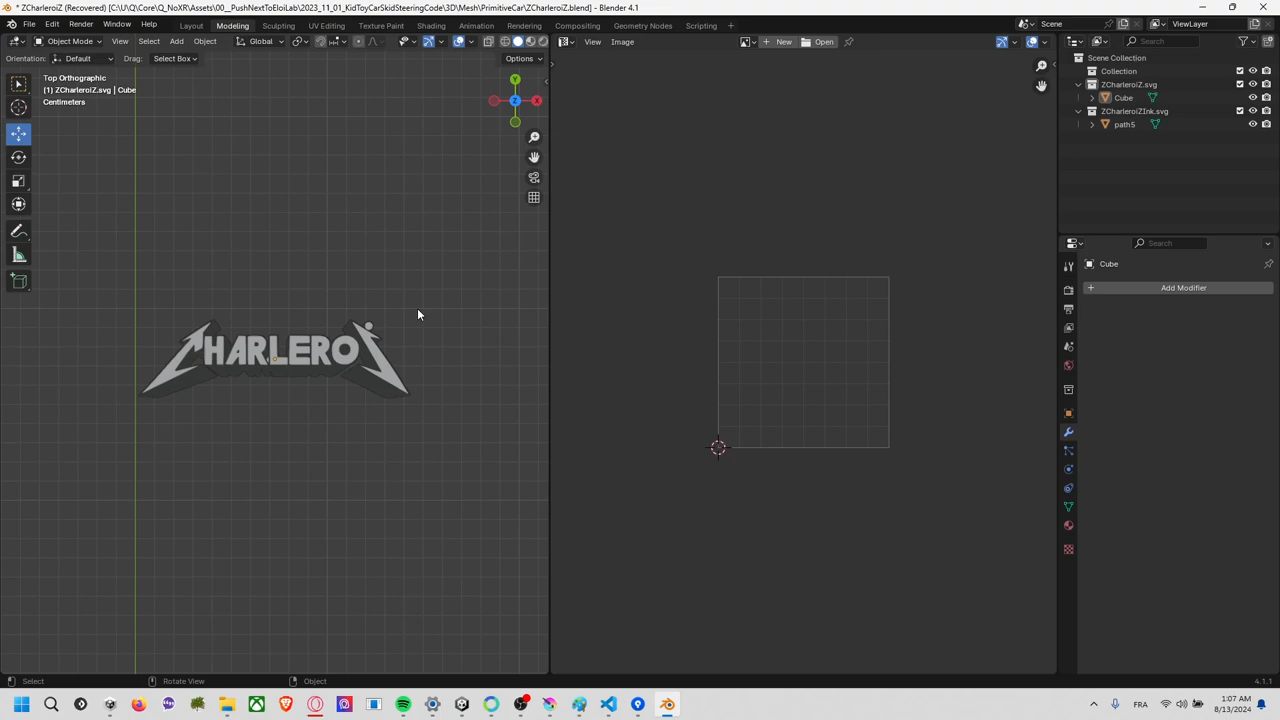 * ZCharleroiZ (Recovered) [C:\U\Q\Core\Q_NoXR\Assets\00__PushNextToEloiLab\2023_11_01_KidToyCarSkidSteeringCode\3D\Mesh\PrimitiveCar\ZCharleroiZ.blend] - Blender 4.1
File Edit Render Window Help Layout Modeling Sculpting UV Editing Texture Paint Shading Animation Rendering Compositing Geometry Nodes Scripting + Scene ViewLayer
Object Mode View Select Add Object Global View Image New Open Search
Orientation: Default Drag: Select Box Options
Scene Collection
Collection
ZCharleroiZ.svg
Cube
ZCharleroiZInk.svg
path5
Top Orthographic
(1) ZCharleroiZ.svg | Cube
Centimeters
Y
X
Z
Search
Cube
Add Modifier
CHARLEROI
Select Rotate View Object 4.1.1
FRA 1:07 AM
8/13/2024